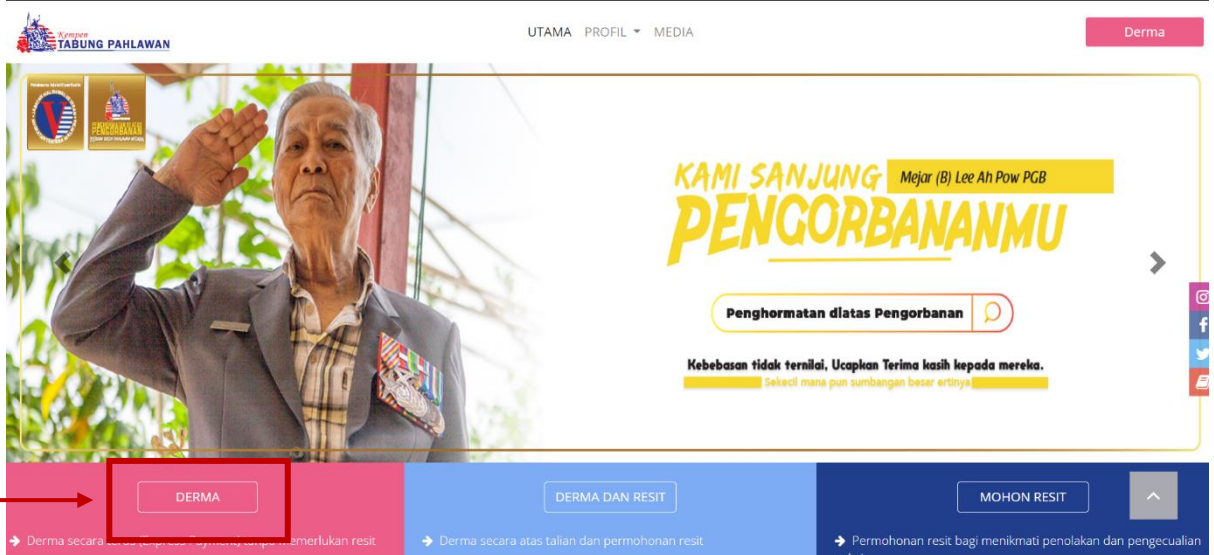 Kempen
TABUNG PAHLAWAN
UTAMA PROFIL MEDIA
Derma
PENGORBANAN
KAMI SANJUNG
Mejar (B) Lee Ah Pow PGB
PENGORBANANMU
Penghormatan diatas Pengorbanan
Kebebasan tidak ternilai, Ucapkan Terima kasih kepada mereka.
Sekecil mana pun sumbangan besar ertinya
DERMA
DERMA DAN RESIT
MOHON RESIT
Derma secara terus (Express Payment) tanpa memerlukan resit
Derma secara atas talian dan permohonan resit
Permohonan resit bagi menikmati penolakan dan pengecualian